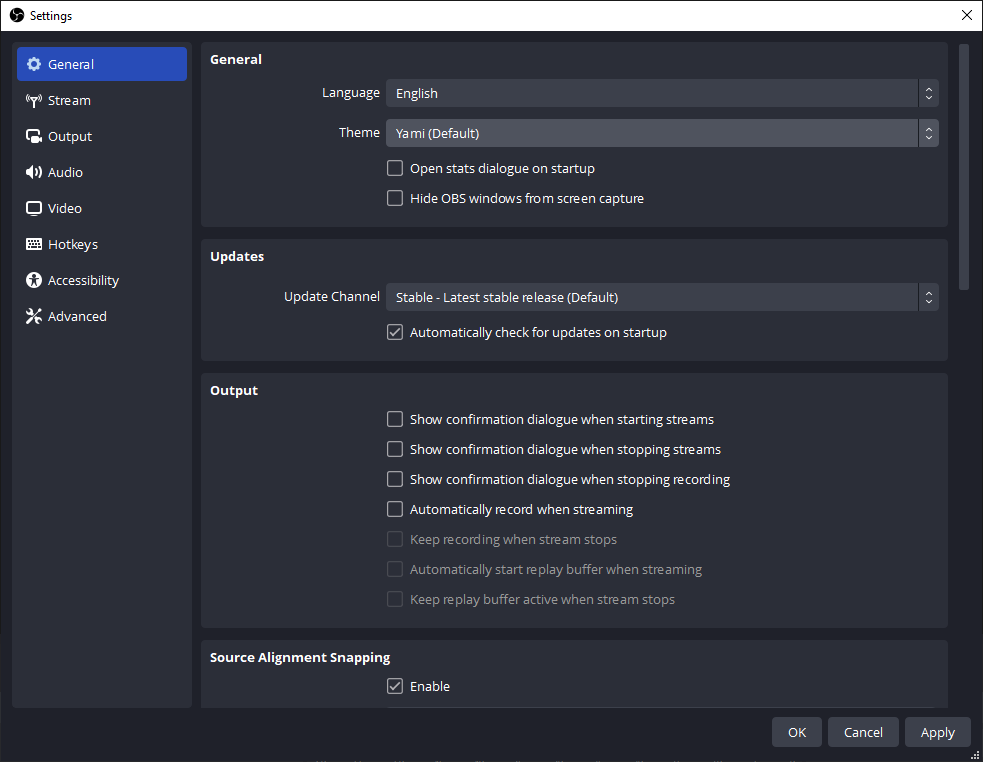 Settings
General
Stream
Output
Audio
Video
Hotkeys
Accessibility
Advanced
General
Language English
Theme Yami (Default)
Open stats dialogue on startup
Hide OBS windows from screen capture
Updates
Update Channel Stable - Latest stable release (Default)
Automatically check for updates on startup
Output
Show confirmation dialogue when starting streams
Show confirmation dialogue when stopping streams
Show confirmation dialogue when stopping recording
Automatically record when streaming
Keep recording when stream stops
Automatically start replay buffer when streaming
Keep replay buffer active when stream stops
Source Alignment Snapping
Enable
OK Cancel Apply